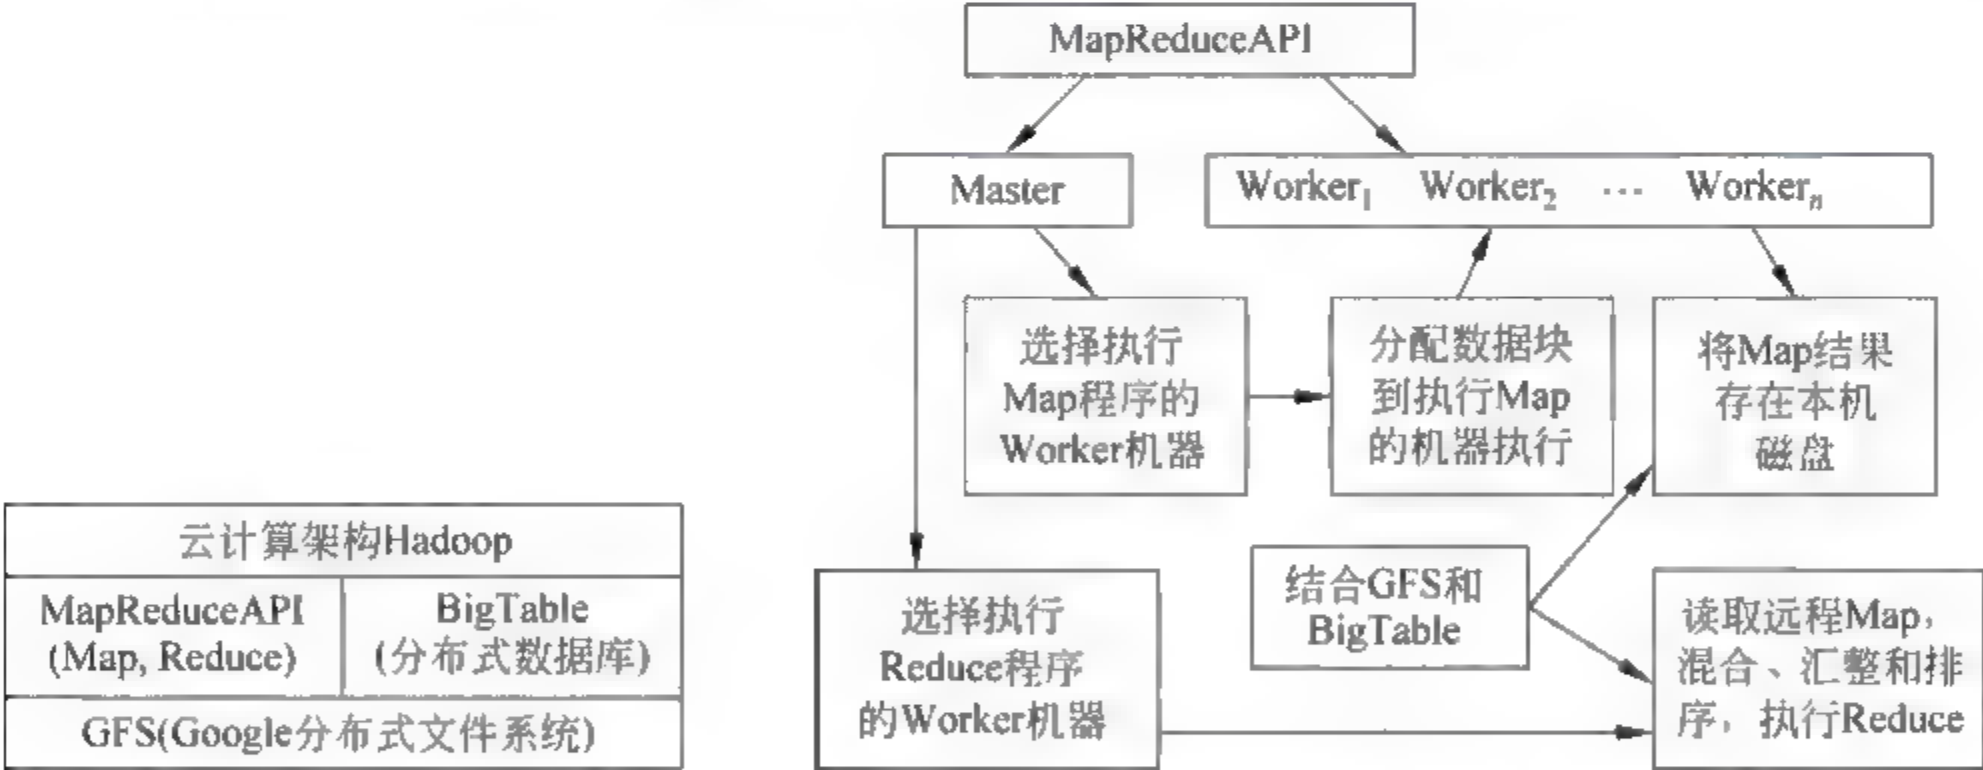 MapReduceAPI
Master
Worker₁ Worker₂ … Workerₙ
选择执行
Map程序的
Worker机器
分配数据块
到执行Map
的机器执行
将Map结果
存在本机
磁盘
云计算架构Hadoop
MapReduceAPI
(Map, Reduce)
BigTable
(分布式数据库)
GFS(Google分布式文件系统)
选择执行
Reduce程序
的Worker机器
结合GFS和
BigTable
读取远程Map，
混合、汇整和排
序，执行Reduce